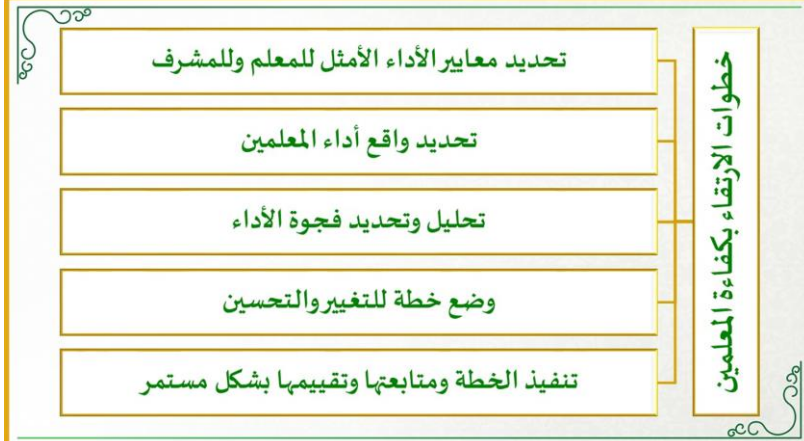 خطوات الارتقاء بكفاءة المعلمين
تحديد معايير الأداء الأمثل للمعلم وللمشرف
تحديد واقع أداء المعلمين
تحليل وتحديد فجوة الأداء
وضع خطة للتغيير والتحسين
تنفيذ الخطة ومتابعتها وتقييمها بشكل مستمر